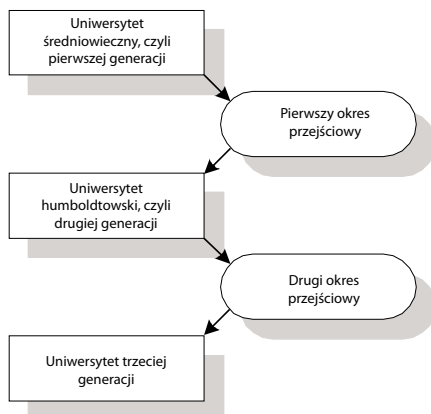 Uniwersytet
średniowieczny, czyli
pierwszej generacji
Pierwszy okres
przejściowy
Uniwersytet
humboldtowski, czyli
drugiej generacji
Drugi okres
przejściowy
Uniwersytet trzeciej
generacji